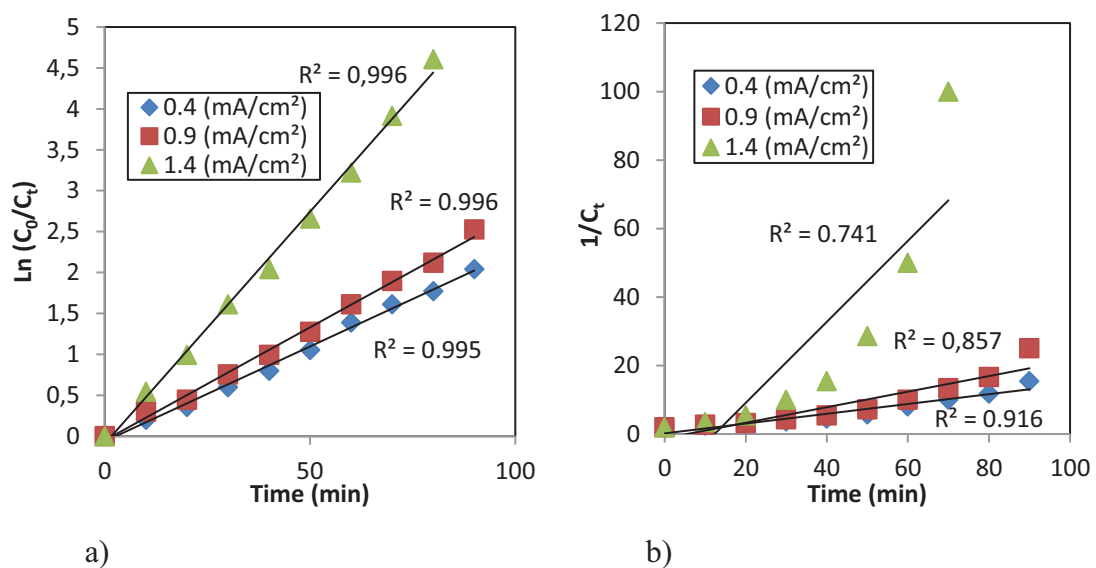 5
4,5
4
3,5
3
2,5
2
1,5
1
0,5
0
0 50 100
Ln (C₀/Cₜ)
Time (min)
R² = 0,996
0.4 (mA/cm²)
0.9 (mA/cm²)
1.4 (mA/cm²)
R² = 0.996
R² = 0.995
a)
120
100
80
60
40
20
0
0 20 40 60 80 100
1/Cₜ
Time (min)
0.4 (mA/cm²)
0.9 (mA/cm²)
1.4 (mA/cm²)
R² = 0.741
R² = 0,857
R² = 0.916
b)